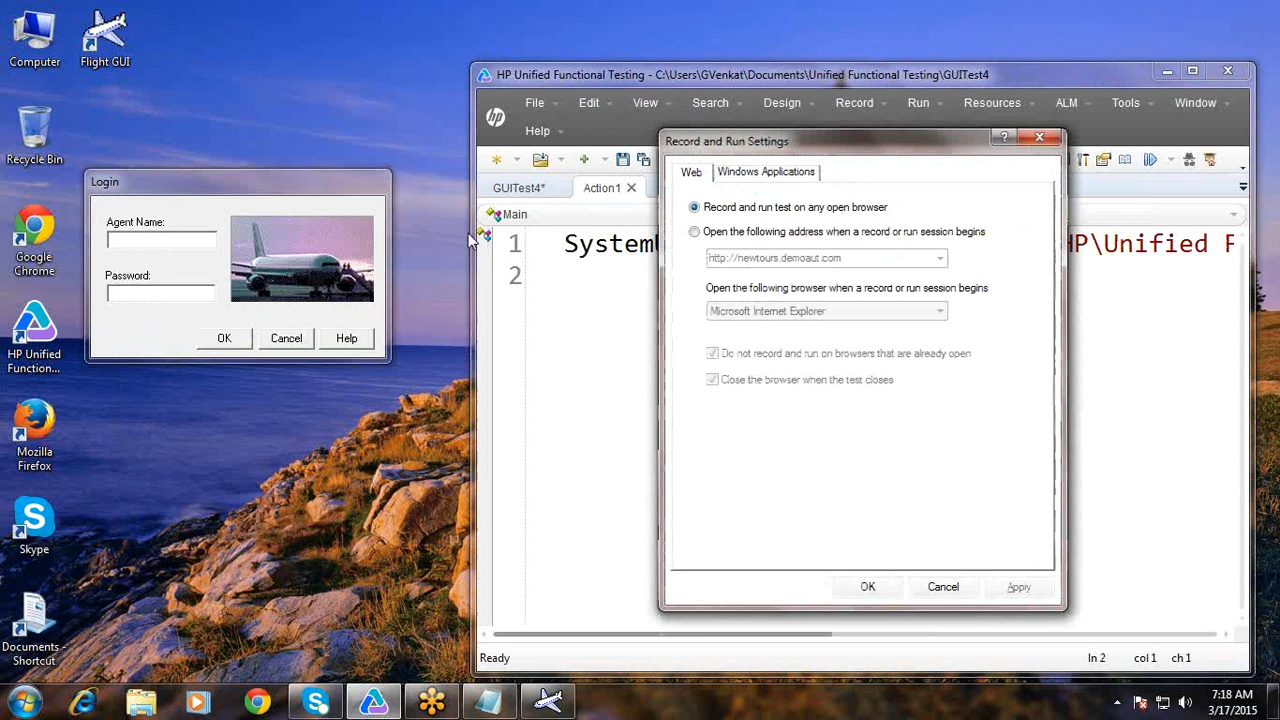 Computer
Flight GUI
Recycle Bin
Google
Chrome
HP Unified
Function...
Mozilla
Firefox
Skype
Documents -
Shortcut
Login
Agent Name:
Password:
OK
Cancel
Help
HP Unified Functional Testing - C:\Users\GVenkat\Documents\Unified Functional Testing\GUITest4
File
Edit
View
Search
Design
Record
Run
Resources
ALM
Tools
Window
Help
GUITest4*
Action1
Main
1
System
HP\Unified F
2
Record and Run Settings
Web
Windows Applications
Record and run test on any open browser
Open the following address when a record or run session begins
http://newtours.demoaut.com
Open the following browser when a record or run session begins
Microsoft Internet Explorer
Do not record and run on browsers that are already open
Close the browser when the test closes
OK
Cancel
Apply
Ready
ln 2
col 1
ch 1
7:18 AM
3/17/2015